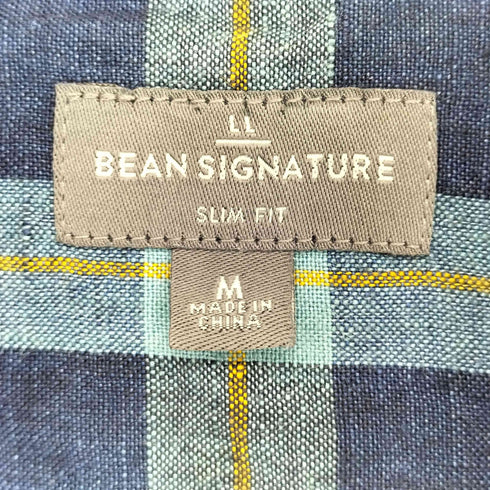 LL
BEAN SIGNATURE
SLIM FIT
M
MADE IN
CHINA